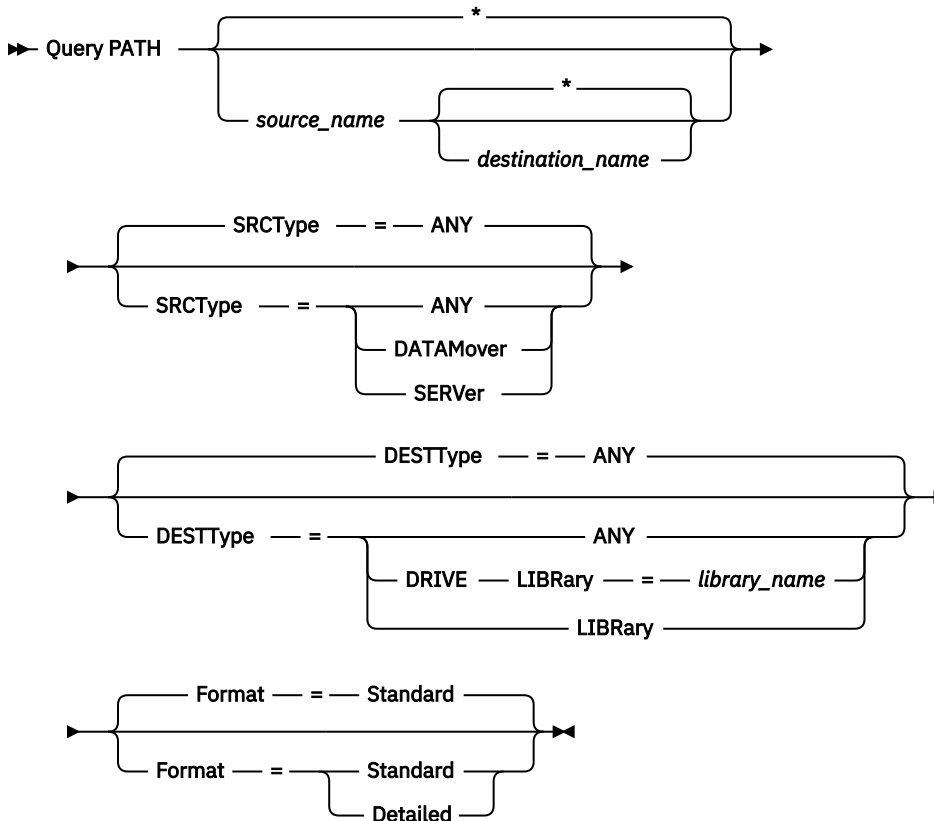 *
Query PATH
*
source_name
destination_name
SRCType = ANY
SRCType = ANY
DATAMover
SERVer
DESTType = ANY
DESTType = ANY
DRIVE LIBRary = library_name
LIBRary
Format = Standard
Format = Standard
Detailed